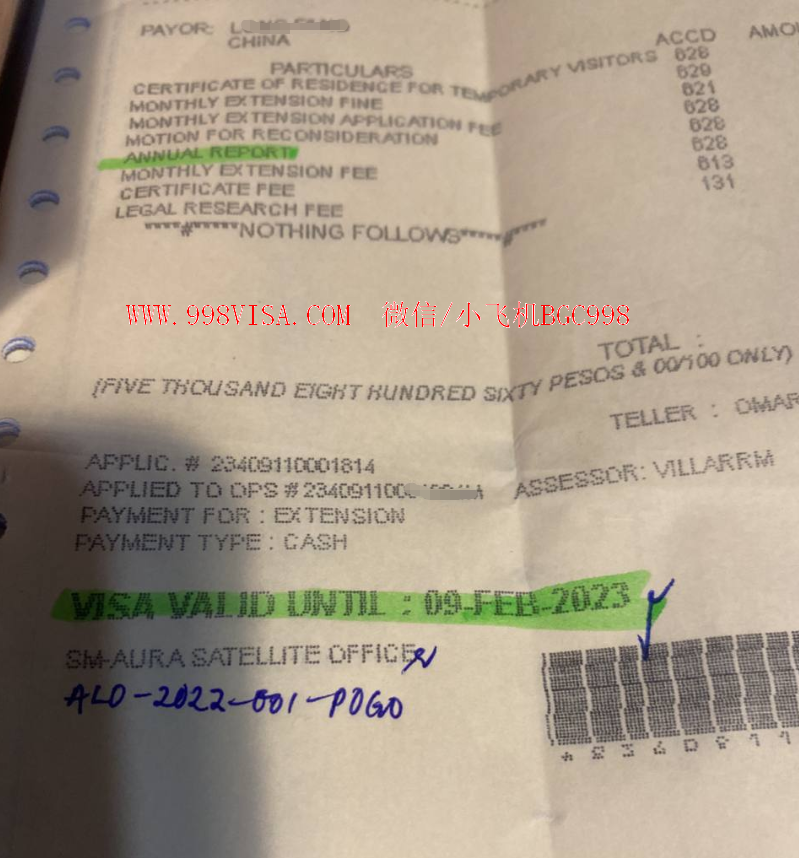 PAYOR:
CHINA
ACCD
PARTICULARS
CERTIFICATE OF RESIDENCE FOR TEMPORARY VISITORS 628
MONTHLY EXTENSION FINE 629
MONTHLY EXTENSION APPLICATION FEE 621
MOTION FOR RECONSIDERATION 628
ANNUAL REPORT 628
MONTHLY EXTENSION FEE 628
CERTIFICATE FEE 613
LEGAL RESEARCH FEE 131
****#*****NOTHING FOLLOWS*****#****
WWW.998VISA.COM 微信/小飞机BGC998
TOTAL :
(FIVE THOUSAND EIGHT HUNDRED SIXTY PESOS & 00/100 ONLY)
TELLER : OMAR
APPLIC. # 23409110001814
APPLIED TO OPS #
ASSESSOR: VILLARRM
PAYMENT FOR : EXTENSION
PAYMENT TYPE : CASH
VISA VALID UNTIL : 09-FEB-2023
SM-AURA SATELLITE OFFICE
ALO-2022-001-POGO